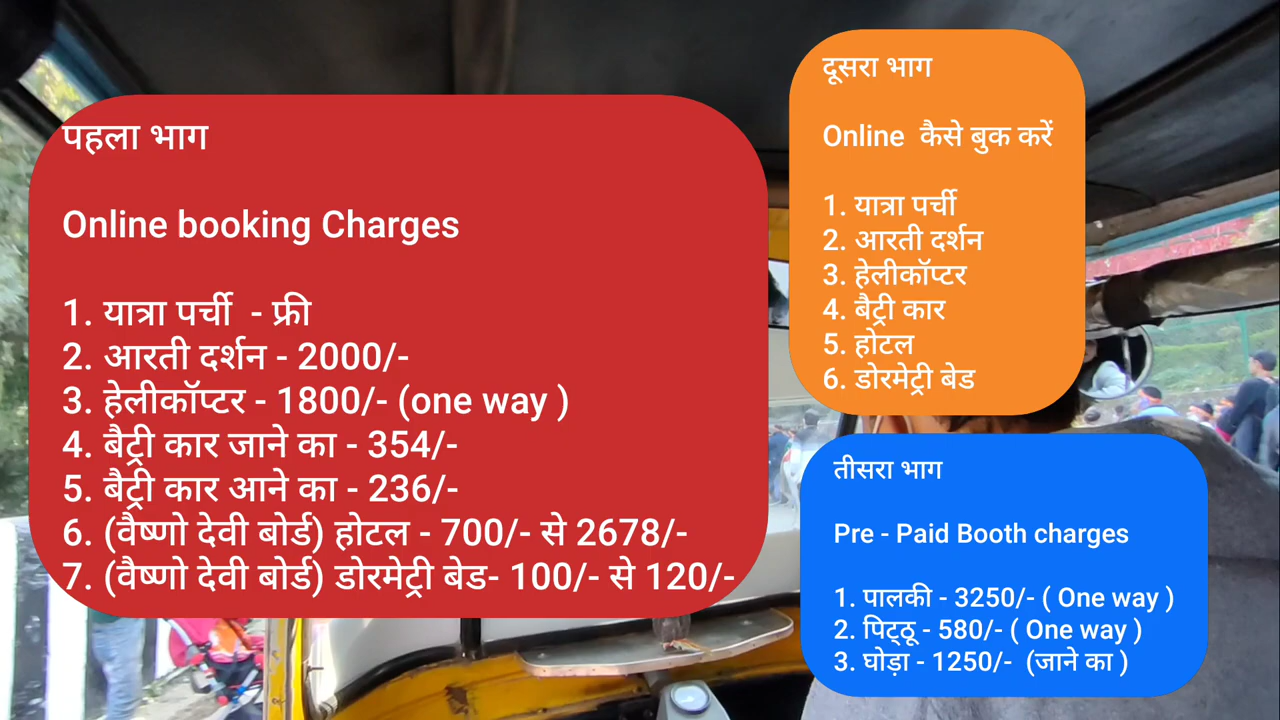 पहला भाग
Online booking Charges
1. यात्रा पर्ची - फ्री
2. आरती दर्शन - 2000/-
3. हेलीकॉप्टर - 1800/- (one way )
4. बैट्री कार जाने का - 354/-
5. बैट्री कार आने का - 236/-
6. (वैष्णो देवी बोर्ड) होटल - 700/- से 2678/-
7. (वैष्णो देवी बोर्ड) डोरमेट्री बेड- 100/- से 120/-
दूसरा भाग
Online कैसे बुक करें
1. यात्रा पर्ची
2. आरती दर्शन
3. हेलीकॉप्टर
4. बैट्री कार
5. होटल
6. डोरमेट्री बेड
तीसरा भाग
Pre - Paid Booth charges
1. पालकी - 3250/- ( One way )
2. पिट्ठू - 580/- ( One way )
3. घोड़ा - 1250/- (जाने का )